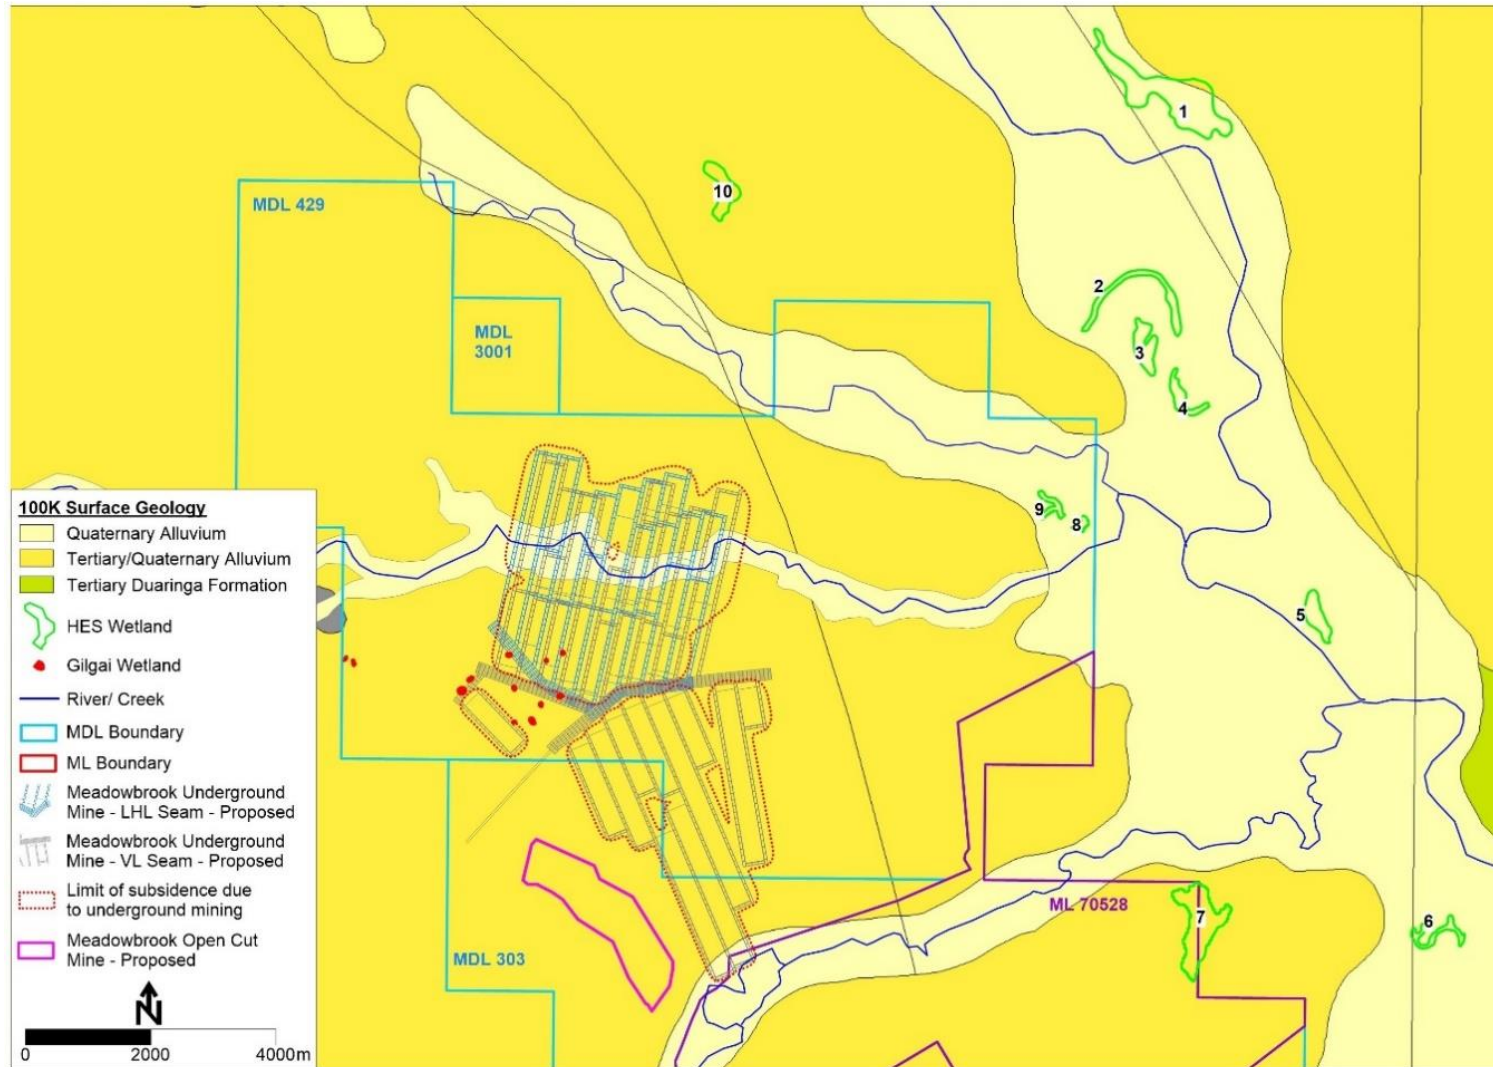 1
10
MDL 429
2
MDL
3001
3
4
9
8
5
100K Surface Geology
Quaternary Alluvium
Tertiary/Quaternary Alluvium
Tertiary Duaringa Formation
HES Wetland
Gilgai Wetland
River/ Creek
MDL Boundary
ML Boundary
Meadowbrook Underground
Mine - LHL Seam - Proposed
Meadowbrook Underground
Mine - VL Seam - Proposed
Limit of subsidence due
to underground mining
Meadowbrook Open Cut
Mine - Proposed
N
0 2000 4000m
ML 70528
7
6
MDL 303